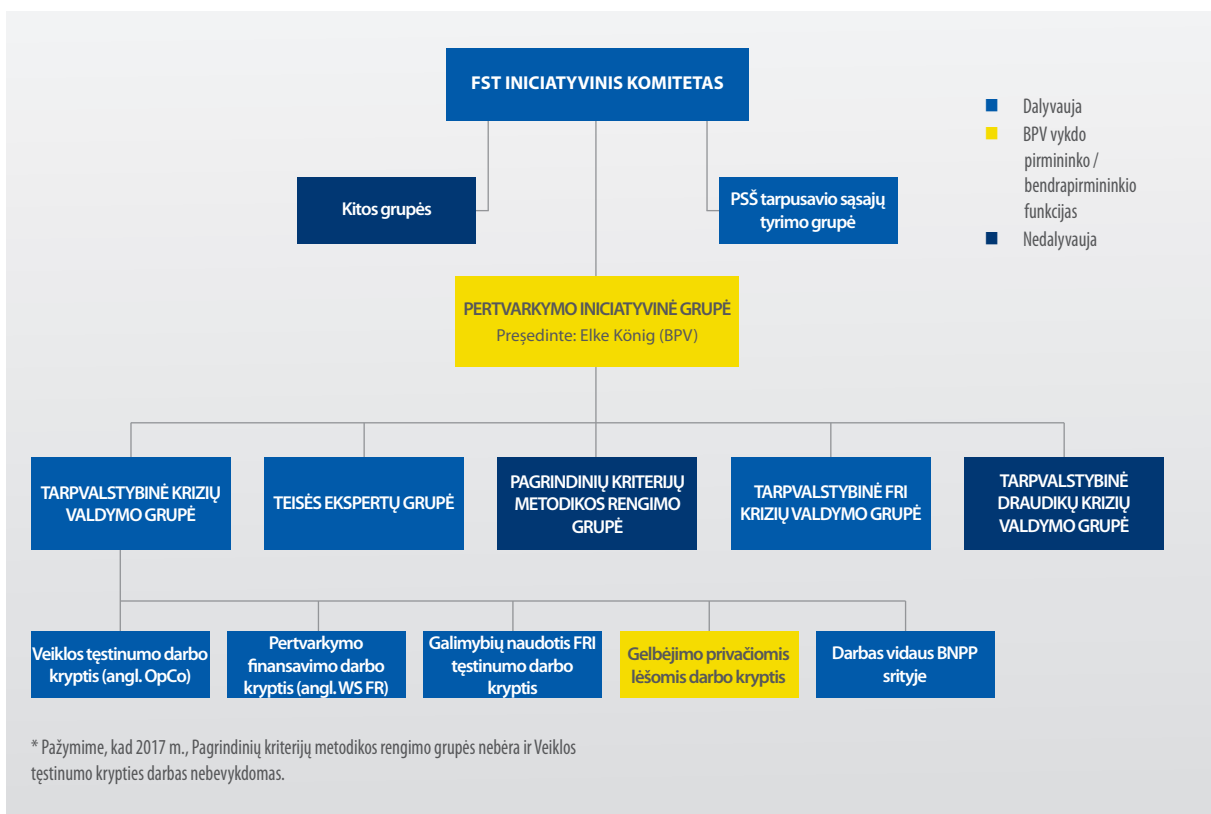 FST INICIATYVINIS KOMITETAS
Dalyvauja
BPV vykdo
pirmininko /
bendrapirmininkio
funkcijas
Nedalyvauja
Kitos grupės
PSŠ tarpusavio sąsajų
tyrimo grupė
PERTVARKYMO INICIATYVINĖ GRUPĖ
Preşedinte: Elke König (BPV)
TARPVALSTYBINĖ KRIZIŲ
VALDYMO GRUPĖ
TEISĖS EKSPERTŲ GRUPĖ
PAGRINDINIŲ KRITERIJŲ
METODIKOS RENGIMO
GRUPĖ
TARPVALSTYBINĖ FRI
KRIZIŲ VALDYMO GRUPĖ
TARPVALSTYBINĖ
DRAUDIKŲ KRIZIŲ
VALDYMO GRUPĖ
Veiklos tęstinumo darbo
kryptis (angl. OpCo)
Pertvarkymo
finansavimo darbo
kryptis (angl. WS FR)
Galimybių naudotis FRI
tęstinumo darbo
kryptis
Gelbėjimo privačiomis
lėšomis darbo kryptis
Darbas vidaus BNPP
srityje
* Pažymime, kad 2017 m., Pagrindinių kriterijų metodikos rengimo grupės nebėra ir Veiklos
tęstinumo krypties darbas nebevykdomas.